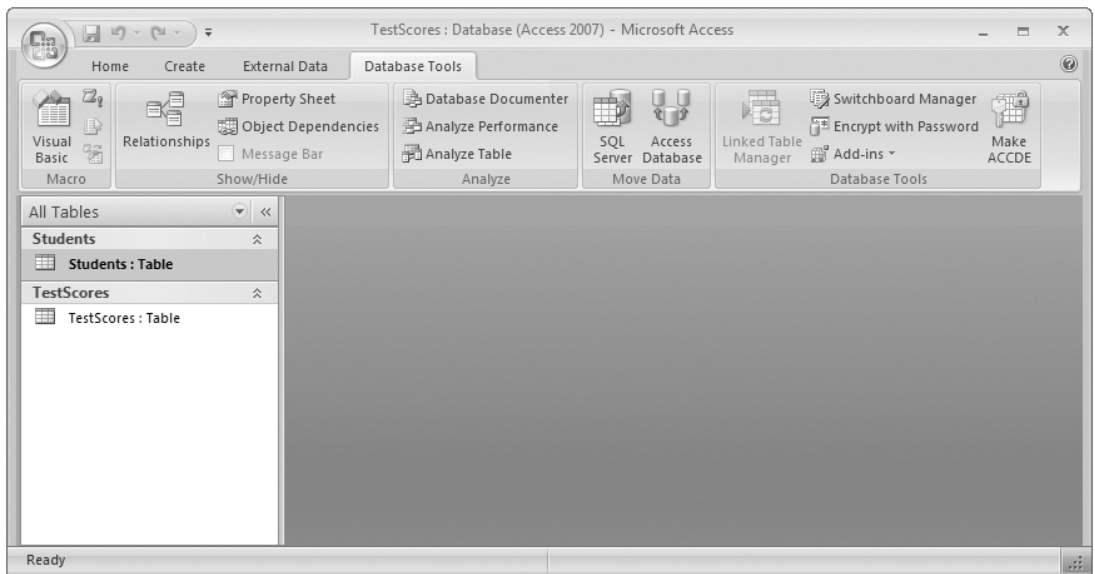 TestScores : Database (Access 2007) - Microsoft Access
Home Create External Data Database Tools
Visual Basic
Macro
Relationships
Property Sheet
Object Dependencies
Message Bar
Show/Hide
Database Documenter
Analyze Performance
Analyze Table
Analyze
SQL Server
Access Database
Move Data
Linked Table Manager
Switchboard Manager
Encrypt with Password
Add-ins
Make ACCDE
Database Tools
All Tables
Students
Students : Table
TestScores
TestScores : Table
Ready